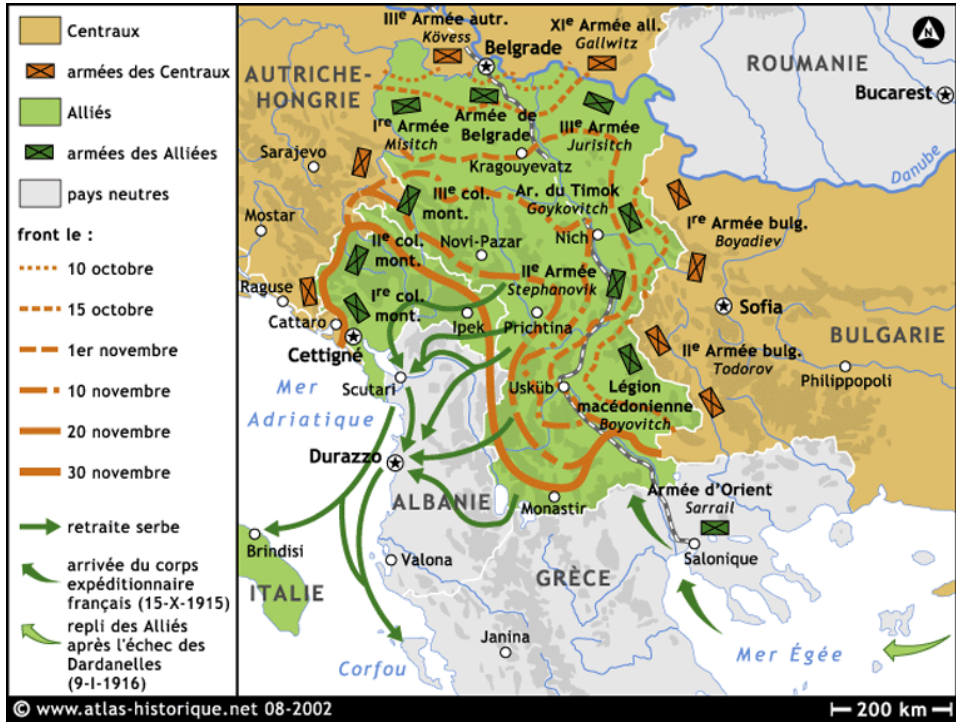 Centraux
armées des Centraux
Alliés
armées des Alliées
pays neutres
front le :
10 octobre
15 octobre
1er novembre
10 novembre
20 novembre
30 novembre
retraite serbe
arrivée du corps
expéditionnaire
français (15-X-1915)
repli des Alliés
après l'échec des
Dardanelles
(9-I-1916)
IIIe Armée autr.
Kövess
XIe Armée all.
Gallwitz
N
Belgrade
ROUMANIE
Bucarest
AUTRICHE-
HONGRIE
Ire Armée
Misitch
Armée de
Belgrade
IIIe Armée
Jurisitch
Sarajevo
Kragouyevatz
Danube
IIIe col.
mont.
Ar. du Timok
Goykovitch
Mostar
IIe col.
mont.
Novi-Pazar
Nich
Ire Armée bulg.
Boyadiev
Raguse
Ire col.
mont.
IIe Armée
Stephanovik
Sofia
Cattaro
Ipek
Prichtina
BULGARIE
Cettigné
IIe Armée bulg.
Todorov
Philippopoli
Mer
Adriatique
Scutari
Usküb
Légion
macédonienne
Boyovitch
Durazzo
ALBANIE
Monastir
Armée d'Orient
Sarrail
Brindisi
Valona
Salonique
ITALIE
GRÈCE
Janina
Corfou
Mer Égée
© www.atlas-historique.net 08-2002
200 km